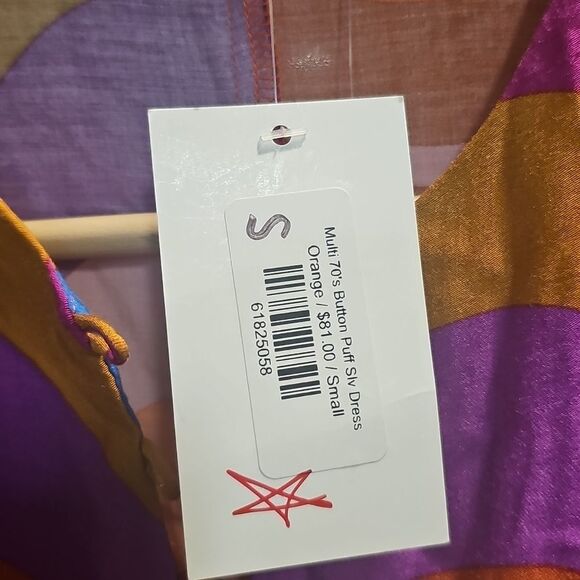 S
Multi 70's Button Puff Slv Dress
Orange / $81.00 / Small
61825058